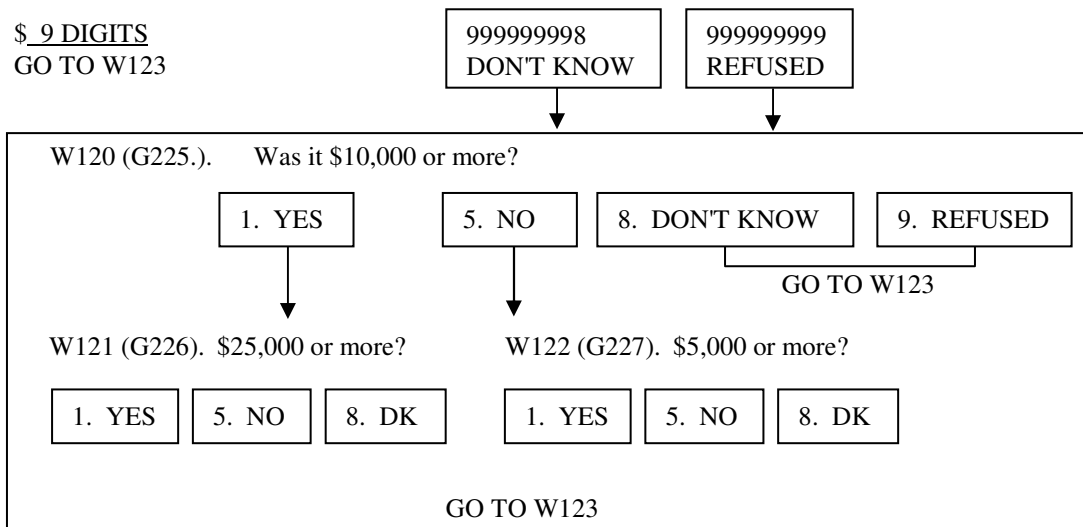 $ 9 DIGITS
GO TO W123
999999998
DON'T KNOW
999999999
REFUSED
W120 (G225.). Was it $10,000 or more?
1. YES
5. NO
8. DON'T KNOW
9. REFUSED
GO TO W123
W121 (G226). $25,000 or more?
W122 (G227). $5,000 or more?
1. YES
5. NO
8. DK
1. YES
5. NO
8. DK
GO TO W123